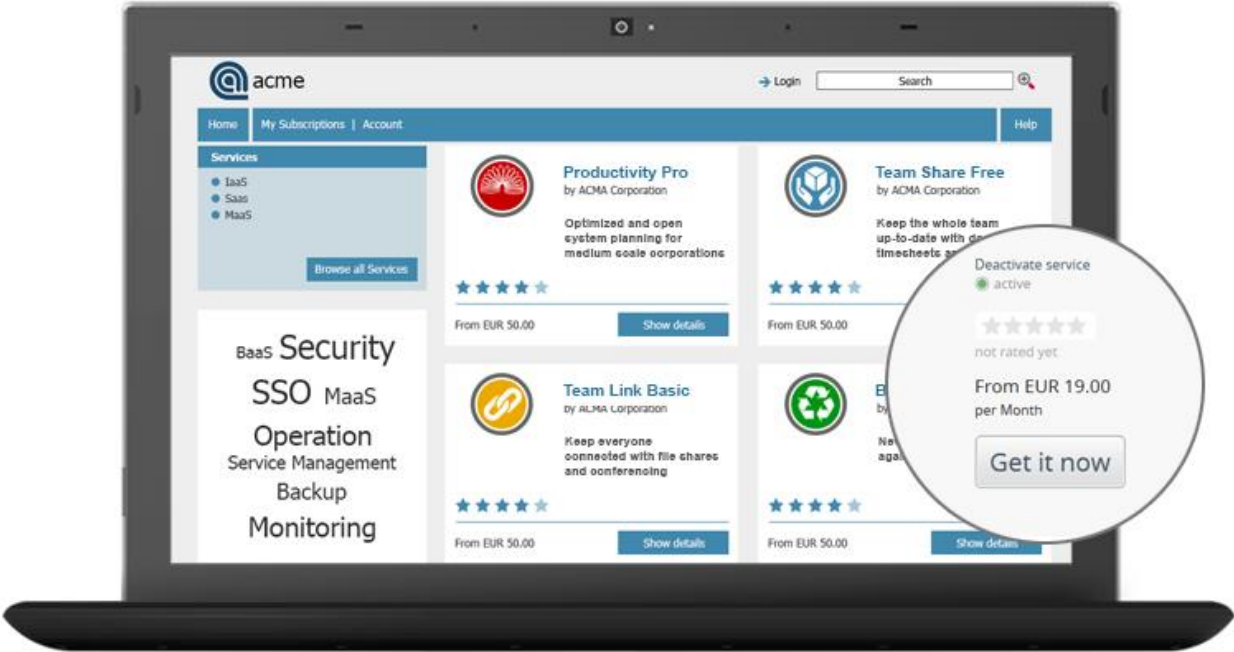 acme
Login
Search
Home
My Subscriptions | Account
Help
Services
IaaS
Saas
MaaS
Browse all Services
BaaS Security
SSO MaaS
Operation
Service Management
Backup
Monitoring
Productivity Pro
by ACMA Corporation
Optimized and open
system planning for
medium scale corporations
From EUR 50.00
Show details
Team Share Free
by ACMA Corporation
Keep the whole team
up-to-date with
timesheets
From EUR 50.00
Team Link Basic
by ACMA Corporation
Keep everyone
connected with file shares
and conferencing
From EUR 50.00
Show details
From EUR 50.00
Show details
Deactivate service
active
not rated yet
From EUR 19.00
per Month
Get it now